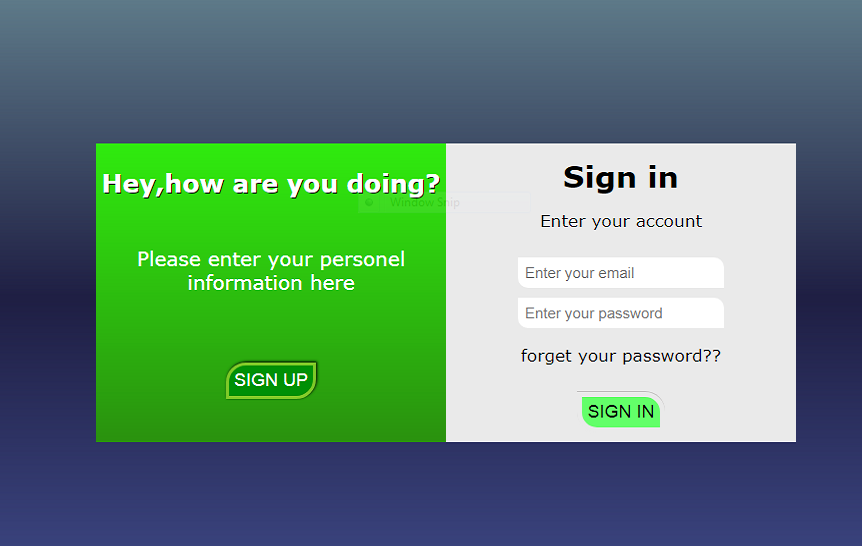 Hey,how are you doing?
Please enter your personel
information here
SIGN UP
Window Snip
Sign in
Enter your account
Enter your email
Enter your password
forget your password??
SIGN IN